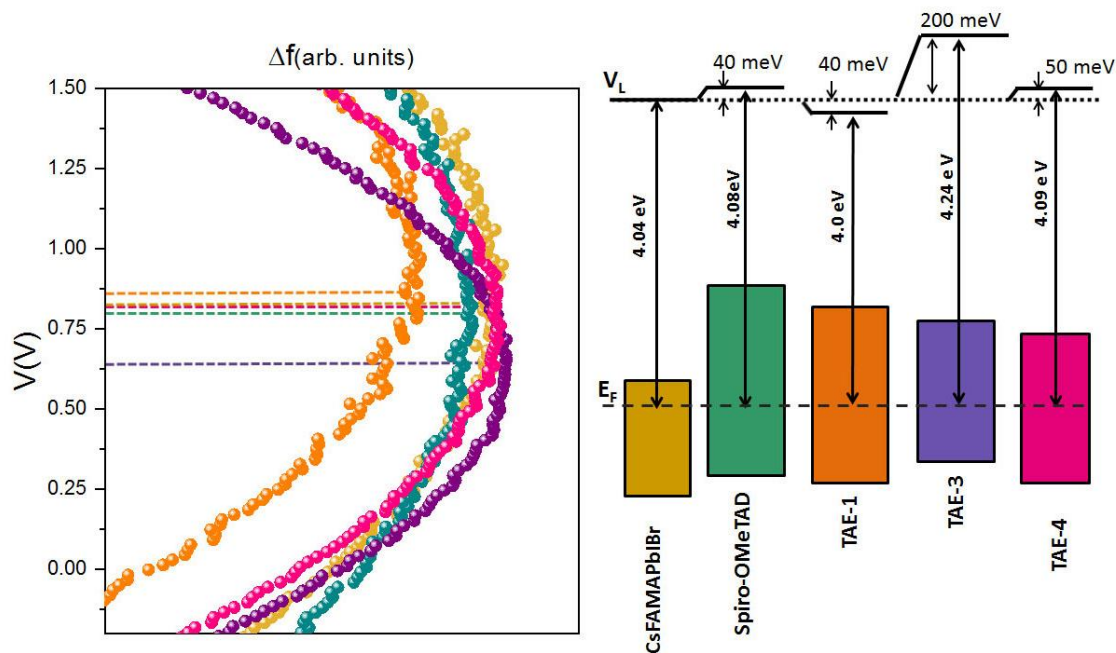 Δf(arb. units)
1.50
1.25
1.00
0.75
0.50
0.25
0.00
V(V)
200 meV
40 meV
40 meV
50 meV
V_L
4.04 eV
4.08eV
4.0 eV
4.24 e V
4.09 e V
E_F
CsFAMAPbIBr
Spiro-OMeTAD
TAE-1
TAE-3
TAE-4